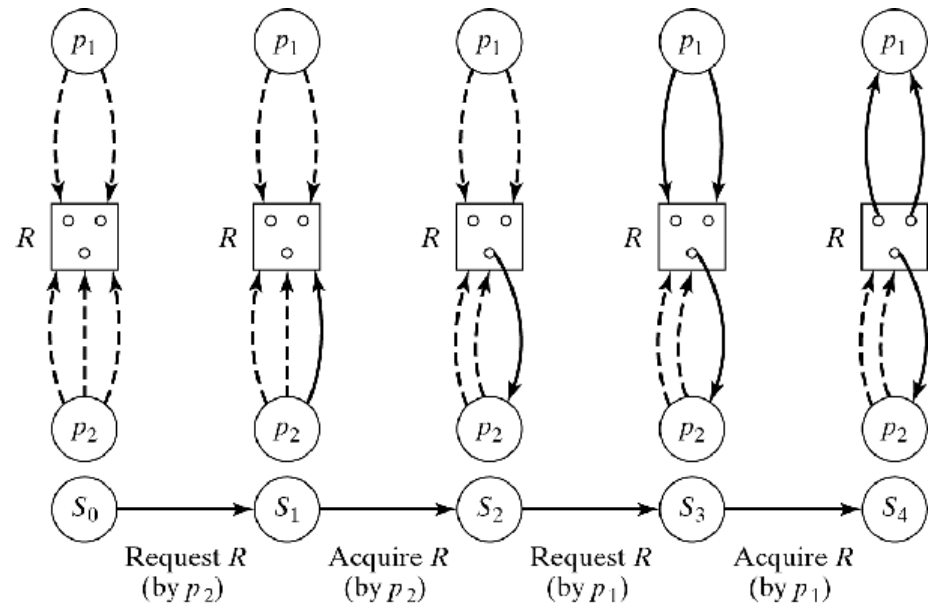 p1 p1 p1 p1 p1
R R R R R
p2 p2 p2 p2 p2
S0 S1 S2 S3 S4
Request R Acquire R Request R Acquire R
(by p2) (by p2) (by p1) (by p1)